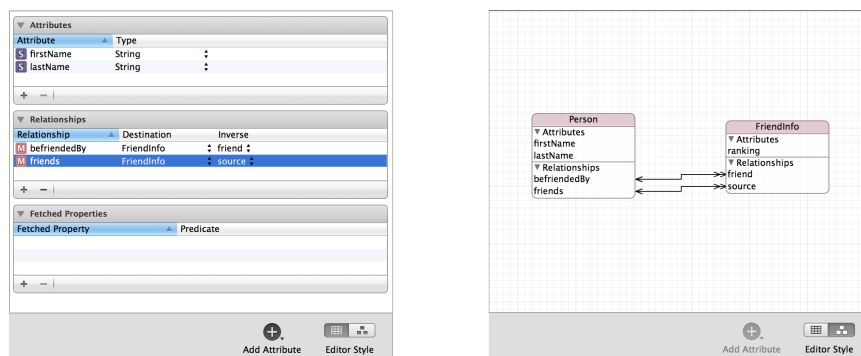 Attributes
Attribute Type
S firstName String
S lastName String
Relationships
Relationship Destination Inverse
M befriendedBy FriendInfo friend
M friends FriendInfo source
Fetched Properties
Fetched Property Predicate
Add Attribute Editor Style
Person
Attributes
firstName
lastName
Relationships
befriendedBy
friends
FriendInfo
Attributes
ranking
Relationships
friend
source
Add Attribute Editor Style